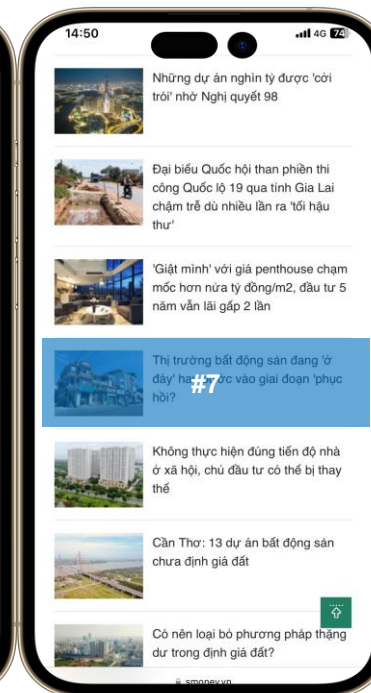 14:50
4G 74
Những dự án nghìn tỷ được 'cởi
trói' nhờ Nghị quyết 98
Đại biểu Quốc hội than phiền thi
công Quốc lộ 19 qua tỉnh Gia Lai
chậm trễ dù nhiều lần ra 'tối hậu
thư'
'Giật mình' với giá penthouse chạm
mốc hơn nửa tỷ đồng/m2, đầu tư 5
năm vẫn lãi gấp 2 lần
Thị trường bất động sản đang 'ở
đáy' vào giai đoạn 'phục
hồi?
#7
Không thực hiện đúng tiến độ nhà
ở xã hội, chủ đầu tư có thể bị thay
thế
Cần Thơ: 13 dự án bất động sản
chưa định giá đất
Có nên loại bỏ phương pháp thặng
dư trong định giá đất?
smoney.vn